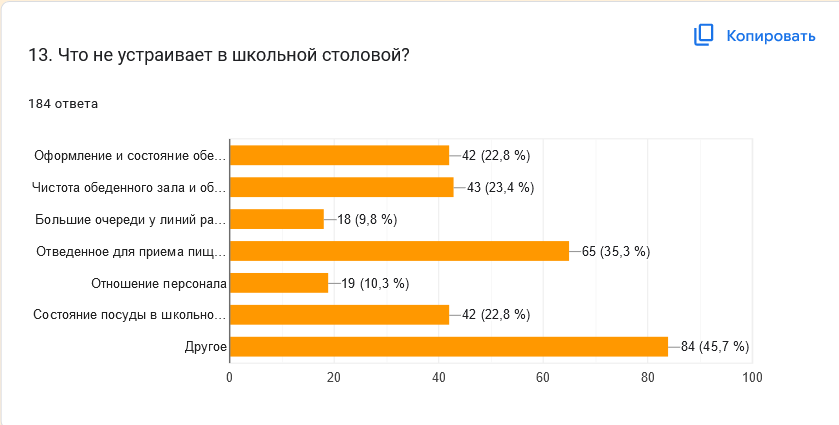 Копировать
13. Что не устраивает в школьной столовой?
184 ответа
Оформление и состояние обе... 42 (22,8 %)
Чистота обеденного зала и об... 43 (23,4 %)
Большие очереди у линий ра... 18 (9,8 %)
Отведенное для приема пищ... 65 (35,3 %)
Отношение персонала 19 (10,3 %)
Состояние посуды в школьно... 42 (22,8 %)
Другое 84 (45,7 %)
0 20 40 60 80 100